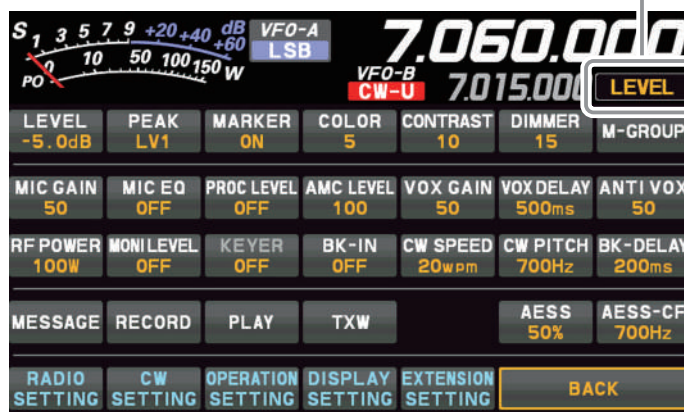 S 1 3 5 7 9 +20 +40 +60 dB
PO 0 10 50 100 150 W
VFO-A
LSB
7.060.000
VFO-B
CW-U
7.015.000
LEVEL
LEVEL PEAK MARKER COLOR CONTRAST DIMMER M-GROUP
-5.0dB LV1 ON 5 10 15
MIC GAIN MIC EQ PROC LEVEL AMC LEVEL VOX GAIN VOX DELAY ANTI VOX
50 OFF OFF 100 50 500ms 50
RF POWER MONI LEVEL KEYER BK-IN CW SPEED CW PITCH BK-DELAY
100W OFF OFF OFF 20wpm 700Hz 200ms
MESSAGE RECORD PLAY TXW AESS AESS-CF
50% 700Hz
RADIO CW OPERATION DISPLAY EXTENSION BACK
SETTING SETTING SETTING SETTING SETTING